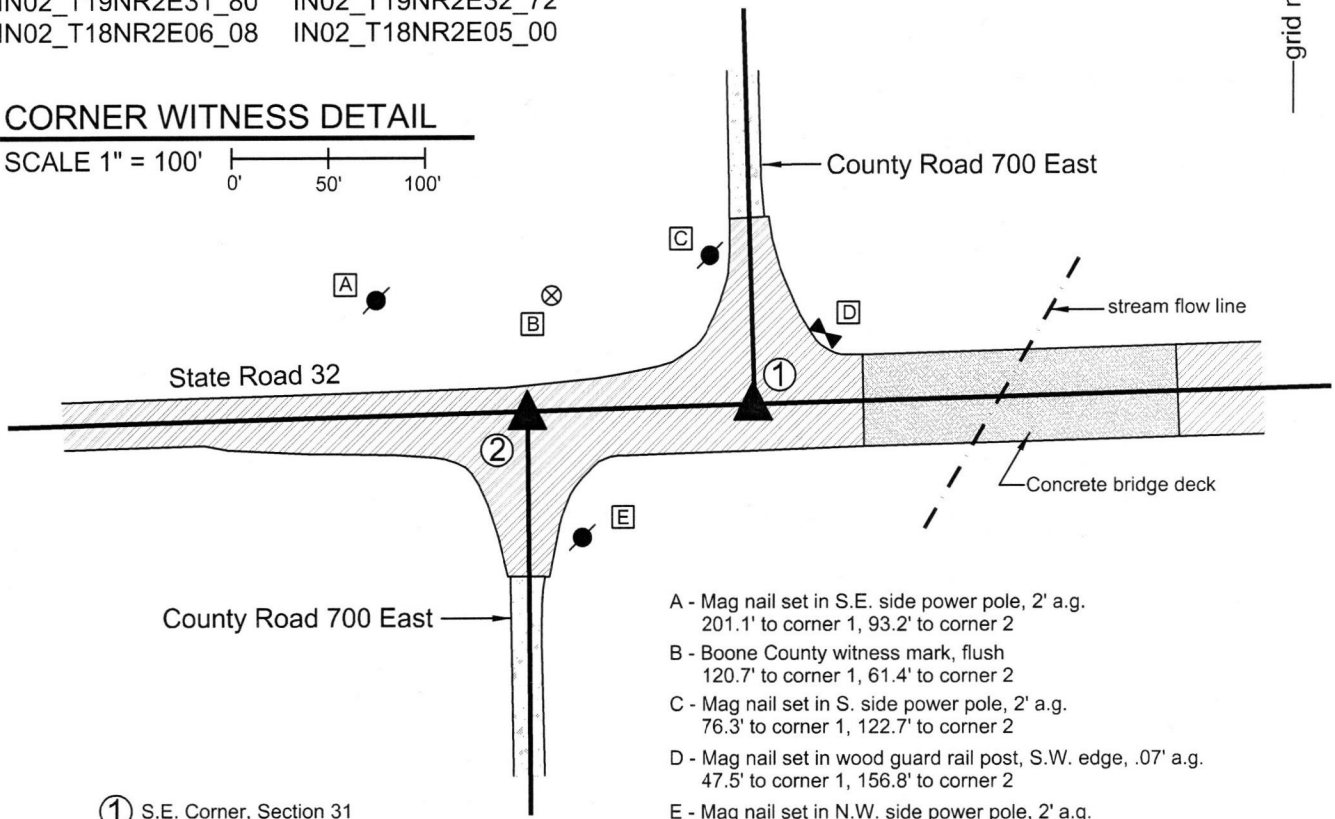 IN02_T19NR2E31_80 IN02_T19NR2E32_72
IN02_T18NR2E06_08 IN02_T18NR2E05_00
grid
CORNER WITNESS DETAIL
SCALE 1" = 100'
0' 50' 100'
County Road 700 East
C
A
B
D
stream flow line
State Road 32
1
2
Concrete bridge deck
E
County Road 700 East
A - Mag nail set in S.E. side power pole, 2' a.g.
201.1' to corner 1, 93.2' to corner 2
B - Boone County witness mark, flush
120.7' to corner 1, 61.4' to corner 2
C - Mag nail set in S. side power pole, 2' a.g.
76.3' to corner 1, 122.7' to corner 2
D - Mag nail set in wood guard rail post, S.W. edge, .07' a.g.
47.5' to corner 1, 156.8' to corner 2
1 S.E. Corner, Section 31
E - Mag nail set in N.W. side power pole, 2' a.g.